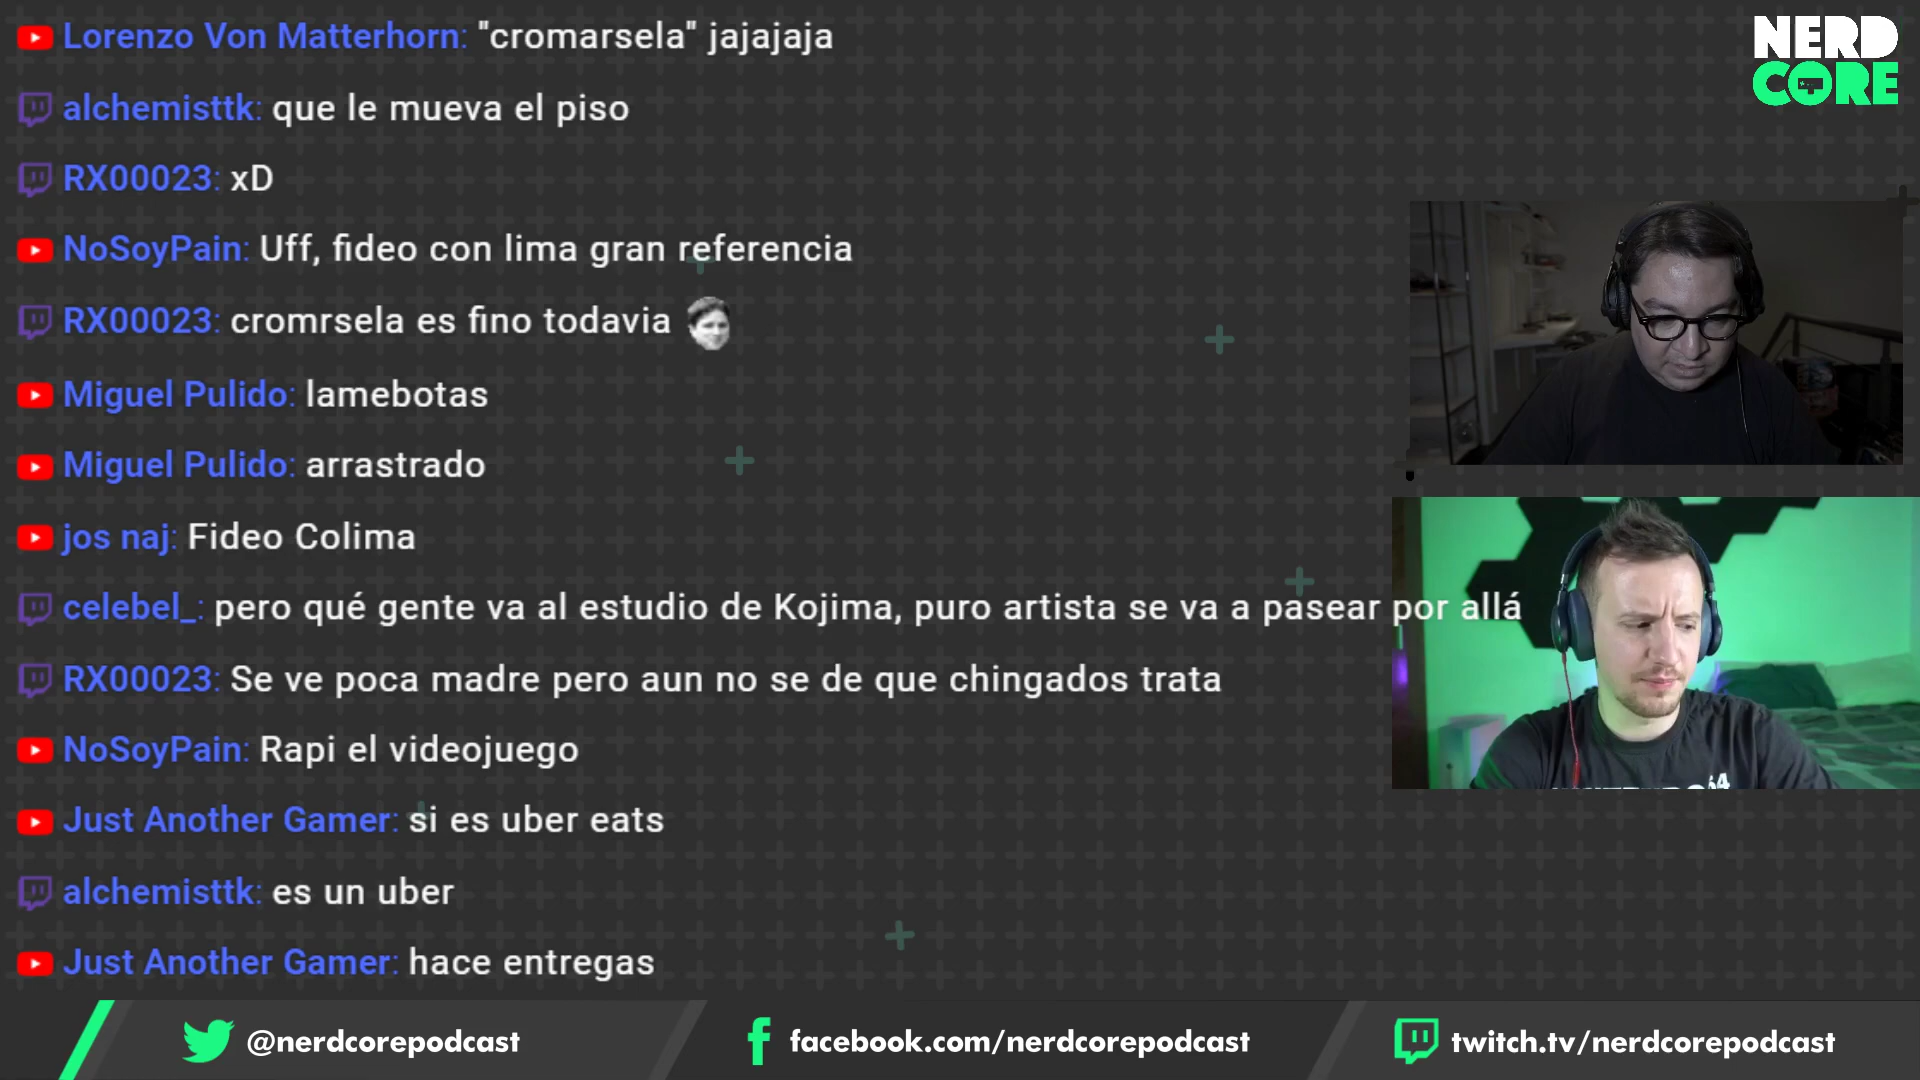 Lorenzo Von Matterhorn: "cromarsela" jajajaja
NERD
CORE
alchemisttk: que le mueva el piso
RX00023: xD
NoSoyPain: Uff, fideo con lima gran referencia
RX00023: cromrsela es fino todavia
Miguel Pulido: lamebotas
Miguel Pulido: arrastrado
jos naj: Fideo Colima
celebel_: pero qué gente va al estudio de Kojima, puro artista se va a pasear por allá
RX00023: Se ve poca madre pero aun no se de que chingados trata
NoSoyPain: Rapi el videojuego
64
Just Another Gamer: si es uber eats
alchemisttk: es un uber
Just Another Gamer: hace entregas
@nerdcorepodcast
facebook.com/nerdcorepodcast
twitch.tv/nerdcorepodcast